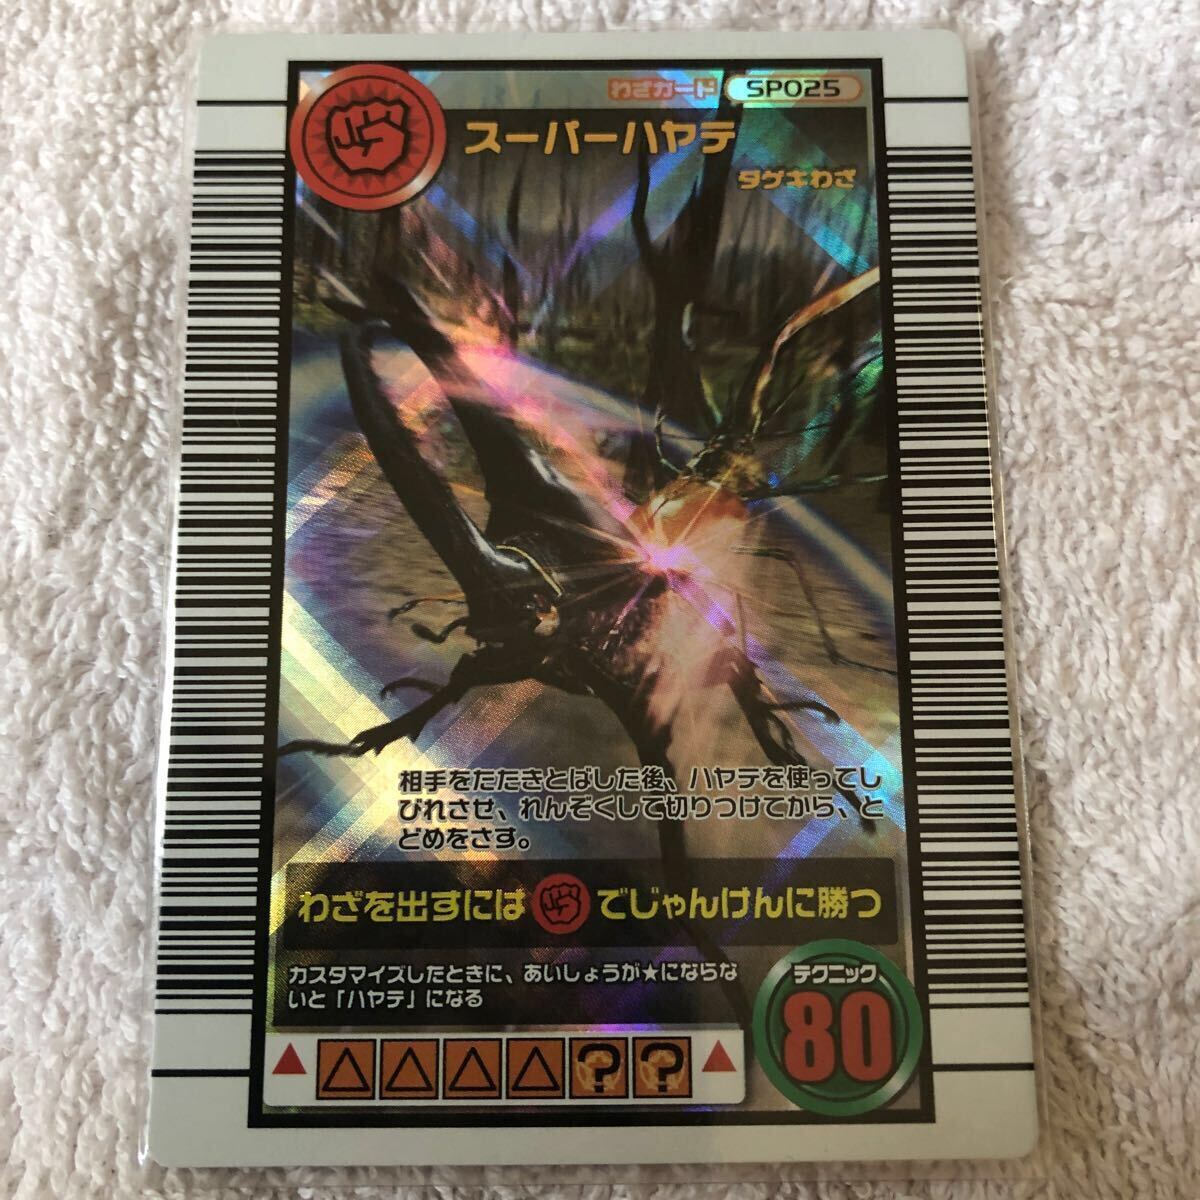 わざカード SP025
スーパーハヤテ
ダゲキわざ
相手をたたきとばした後、ハヤテを使ってし
びれさせ、れんぞくして切りつけてから、と
どめをさす。
わざを出すには でじゃんけんに勝つ
カスタマイズしたときに、あいしょうが★にならな
いと「ハヤテ」になる
テクニック
80
? ?